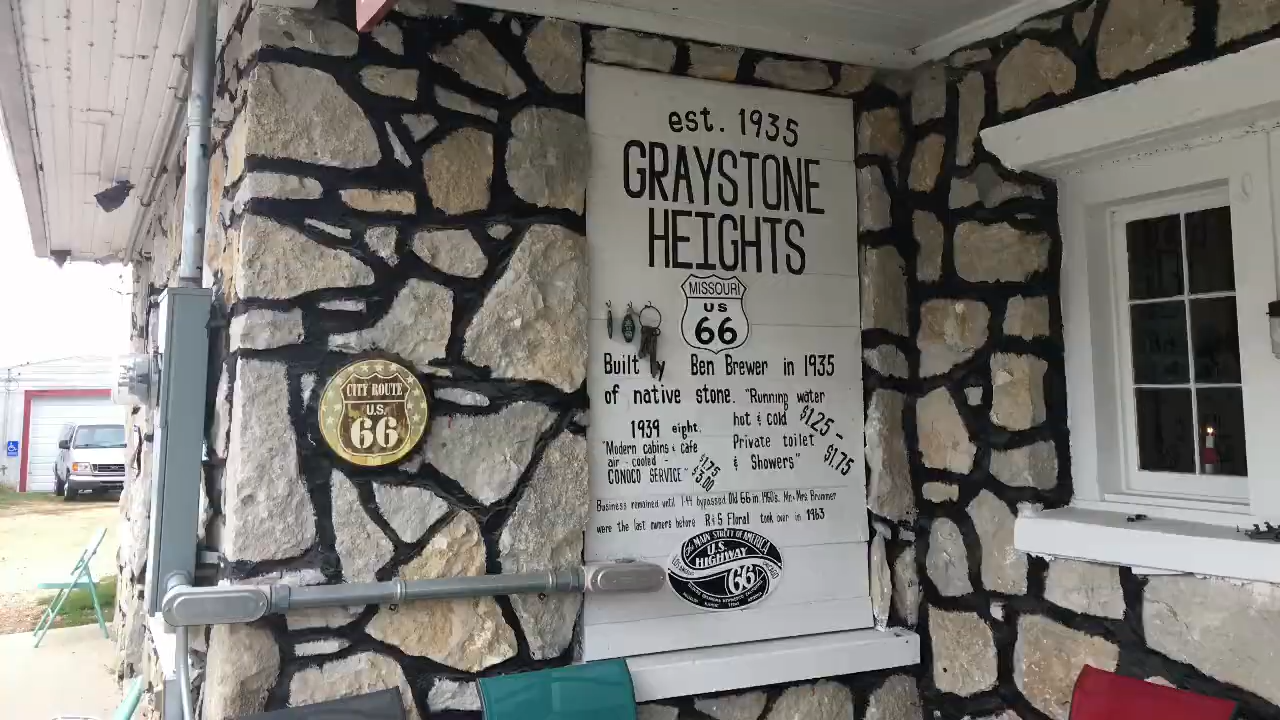 est. 1935
GRAYSTONE
HEIGHTS
MISSOURI
US
66
Built y Ben Brewer in 1935
of native stone. "Running water
hot & cold $1.25 -
Private toilet
& Showers" $1.75
1939 eight.
"Modern cabins & cafe
air - cooled - $1.75
CONOCO SERVICE" $3.00
Business remained until I-44 bypassed Old 66 in 1960s. Mr. & Mrs Brunner
were the last owners before R & S Floral took over in 1963
MAIN STREET OF AMERICA
U.S.
HIGHWAY
66
CHICAGO
CITY ROUTE
U.S.
66